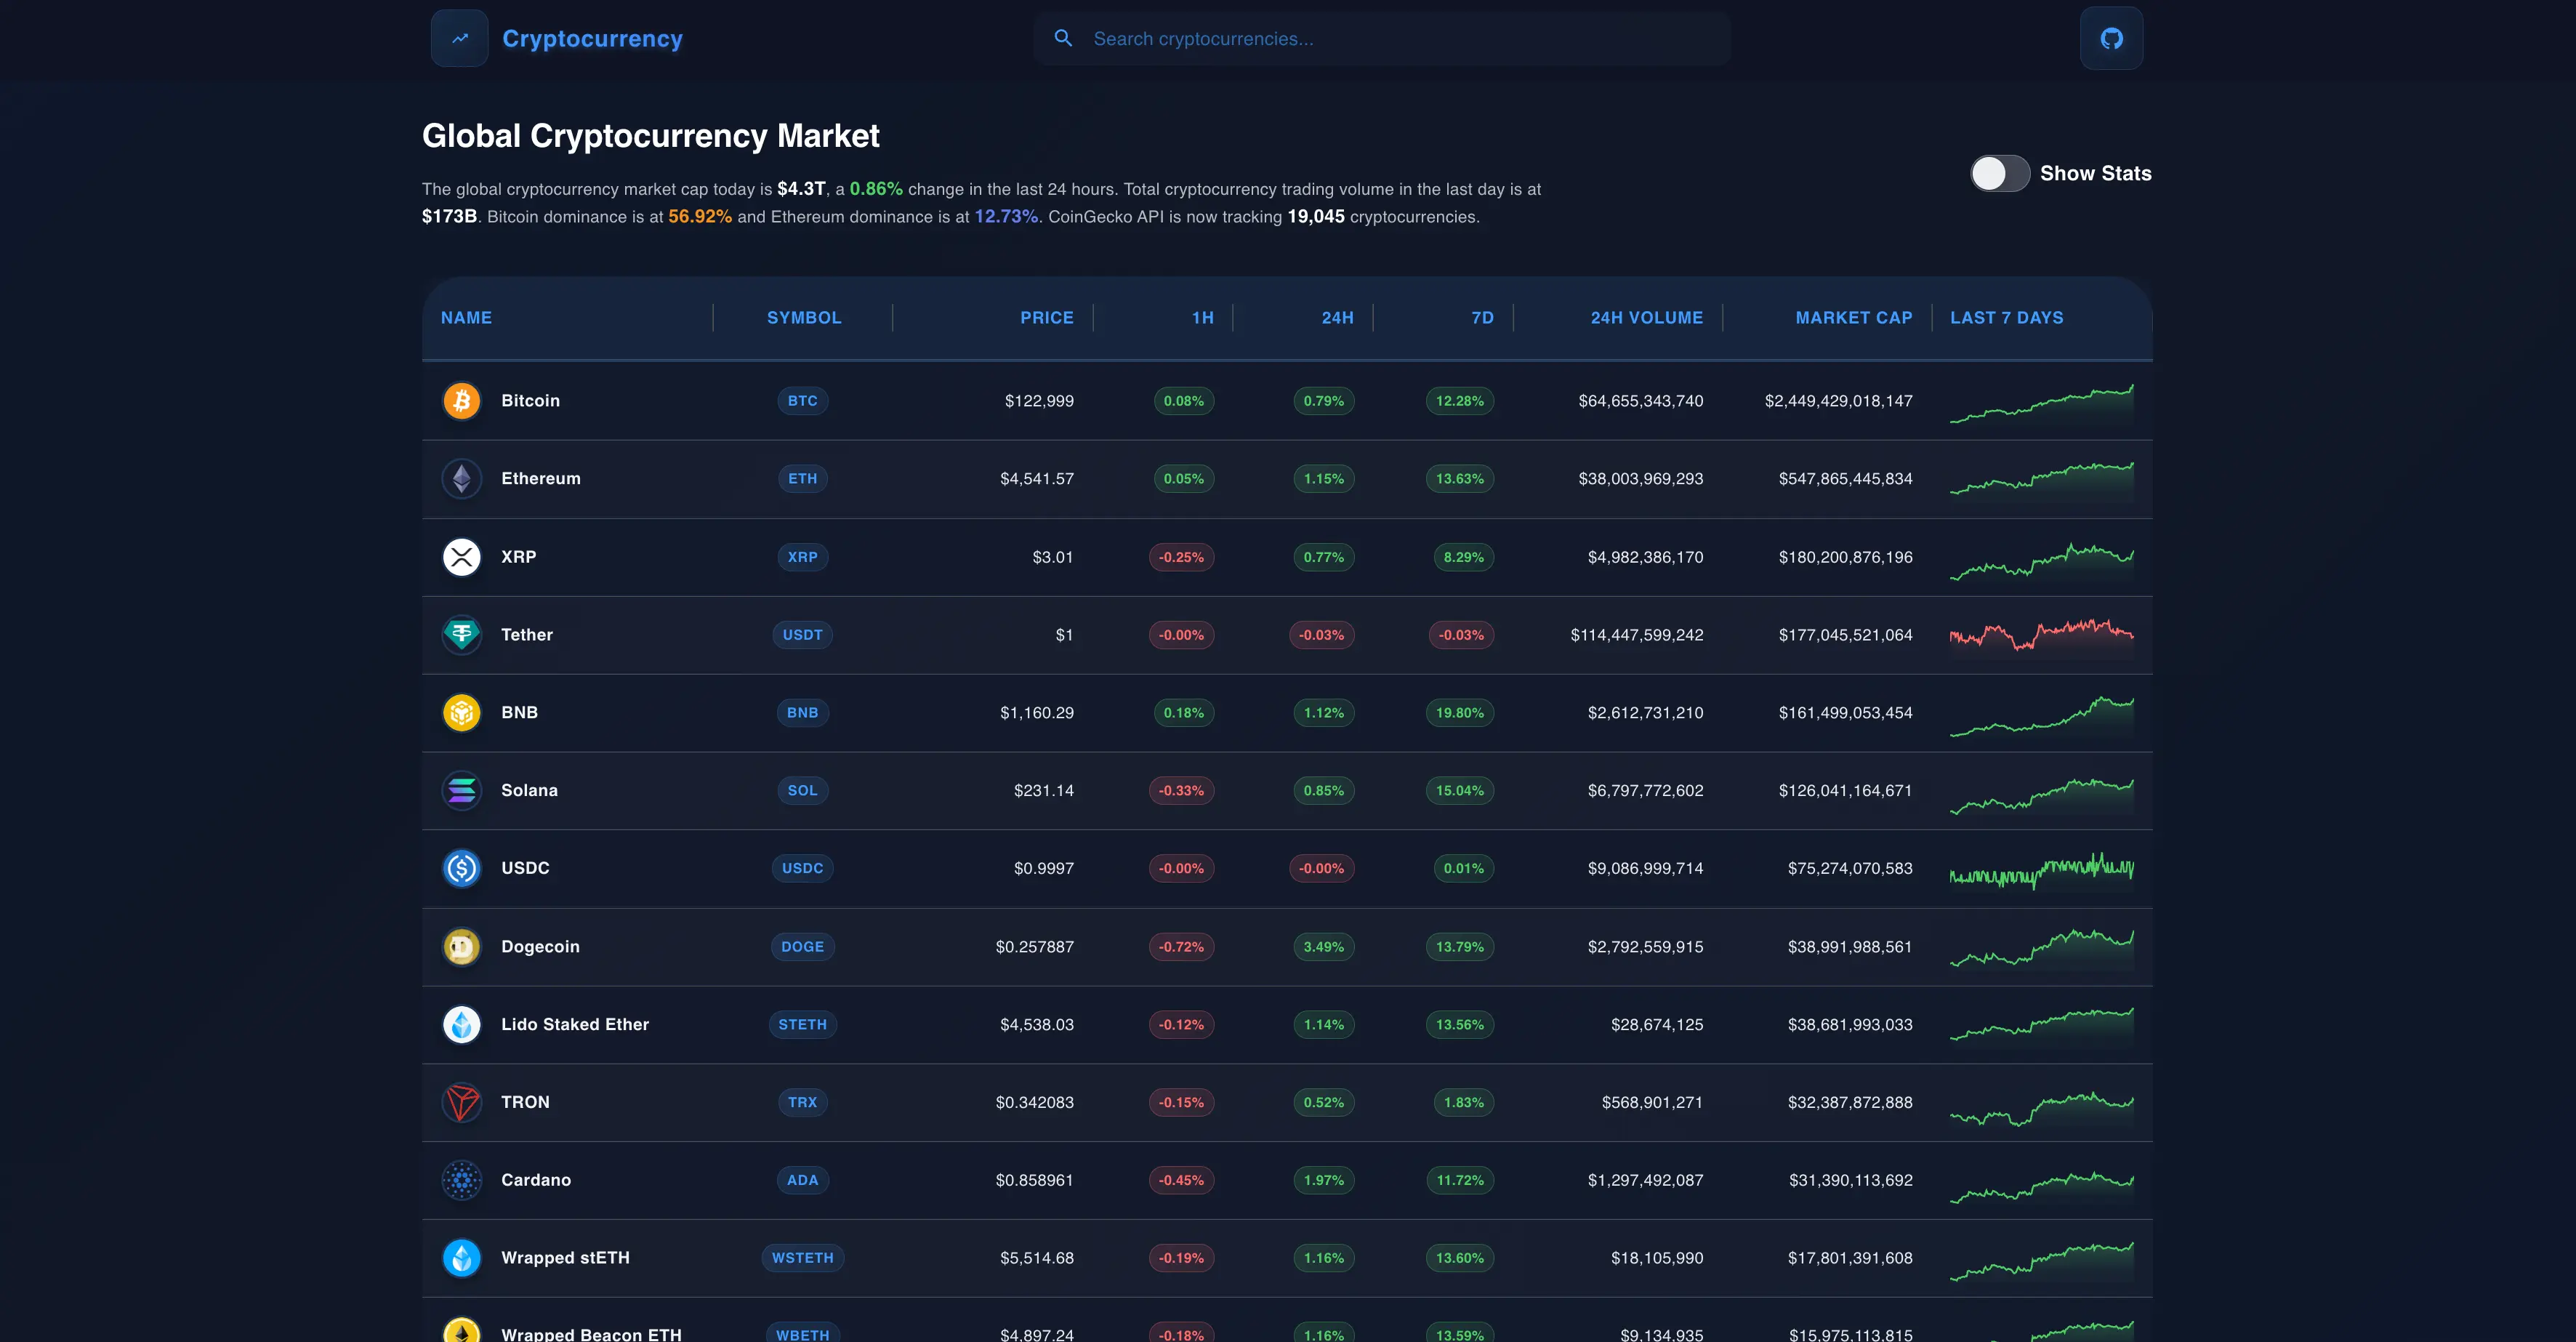 Cryptocurrency
Search cryptocurrencies...
Global Cryptocurrency Market
The global cryptocurrency market cap today is $4.3T, a 0.86% change in the last 24 hours. Total cryptocurrency trading volume in the last day is at
$173B. Bitcoin dominance is at 56.92% and Ethereum dominance is at 12.73%. CoinGecko API is now tracking 19,045 cryptocurrencies.
Show Stats
NAME SYMBOL PRICE 1H 24H 7D 24H VOLUME MARKET CAP LAST 7 DAYS
Bitcoin BTC $122,999 0.08% 0.79% 12.28% $64,655,343,740 $2,449,429,018,147
Ethereum ETH $4,541.57 0.05% 1.15% 13.63% $38,003,969,293 $547,865,445,834
XRP XRP $3.01 -0.25% 0.77% 8.29% $4,982,386,170 $180,200,876,196
Tether USDT $1 -0.00% -0.03% -0.03% $114,447,599,242 $177,045,521,064
BNB BNB $1,160.29 0.18% 1.12% 19.80% $2,612,731,210 $161,499,053,454
Solana SOL $231.14 -0.33% 0.85% 15.04% $6,797,772,602 $126,041,164,671
USDC USDC $0.9997 -0.00% -0.00% 0.01% $9,086,999,714 $75,274,070,583
Dogecoin DOGE $0.257887 -0.72% 3.49% 13.79% $2,792,559,915 $38,991,988,561
Lido Staked Ether STETH $4,538.03 -0.12% 1.14% 13.56% $28,674,125 $38,681,993,033
TRON TRX $0.342083 -0.15% 0.52% 1.83% $568,901,271 $32,387,872,888
Cardano ADA $0.858961 -0.45% 1.97% 11.72% $1,297,492,087 $31,390,113,692
Wrapped stETH WSTETH $5,514.68 -0.19% 1.16% 13.60% $18,105,990 $17,801,391,608
Wrapped Beacon ETH WBETH $4,897.24 -0.18% 1.16% 13.59% $9,134,935 $15,975,113,815